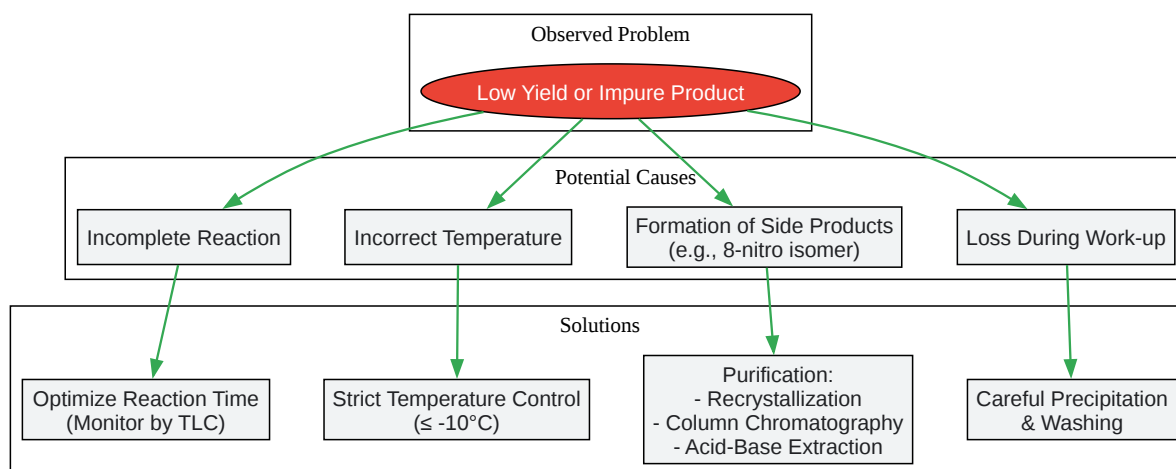 Observed Problem
Low Yield or Impure Product
Potential Causes
Incomplete Reaction
Incorrect Temperature
Formation of Side Products
(e.g., 8-nitro isomer)
Loss During Work-up
Solutions
Optimize Reaction Time
(Monitor by TLC)
Strict Temperature Control
(≤ -10°C)
Purification:
- Recrystallization
- Column Chromatography
- Acid-Base Extraction
Careful Precipitation
& Washing